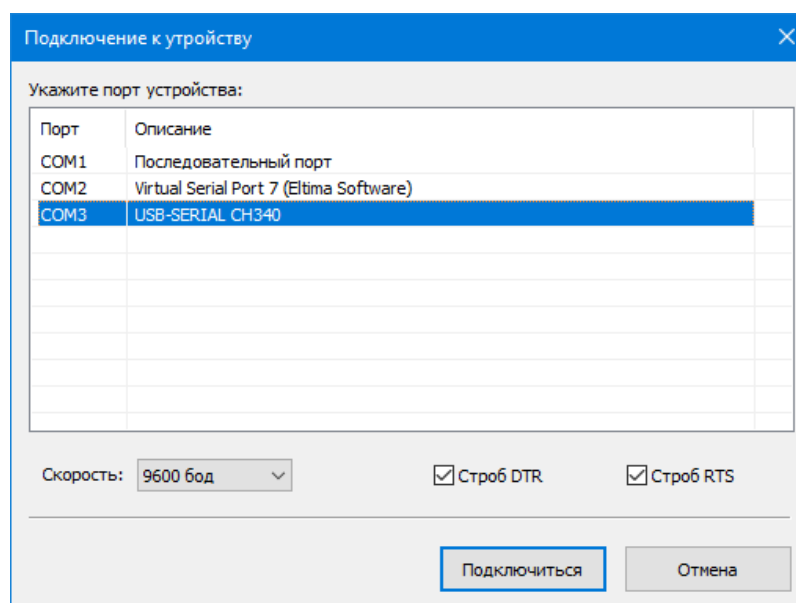 Подключение к утройству
Укажите порт устройства:
Порт Описание
COM1 Последовательный порт
COM2 Virtual Serial Port 7 (Eltima Software)
COM3 USB-SERIAL CH340
Скорость: 9600 бод Строб DTR Строб RTS
Подключиться Отмена